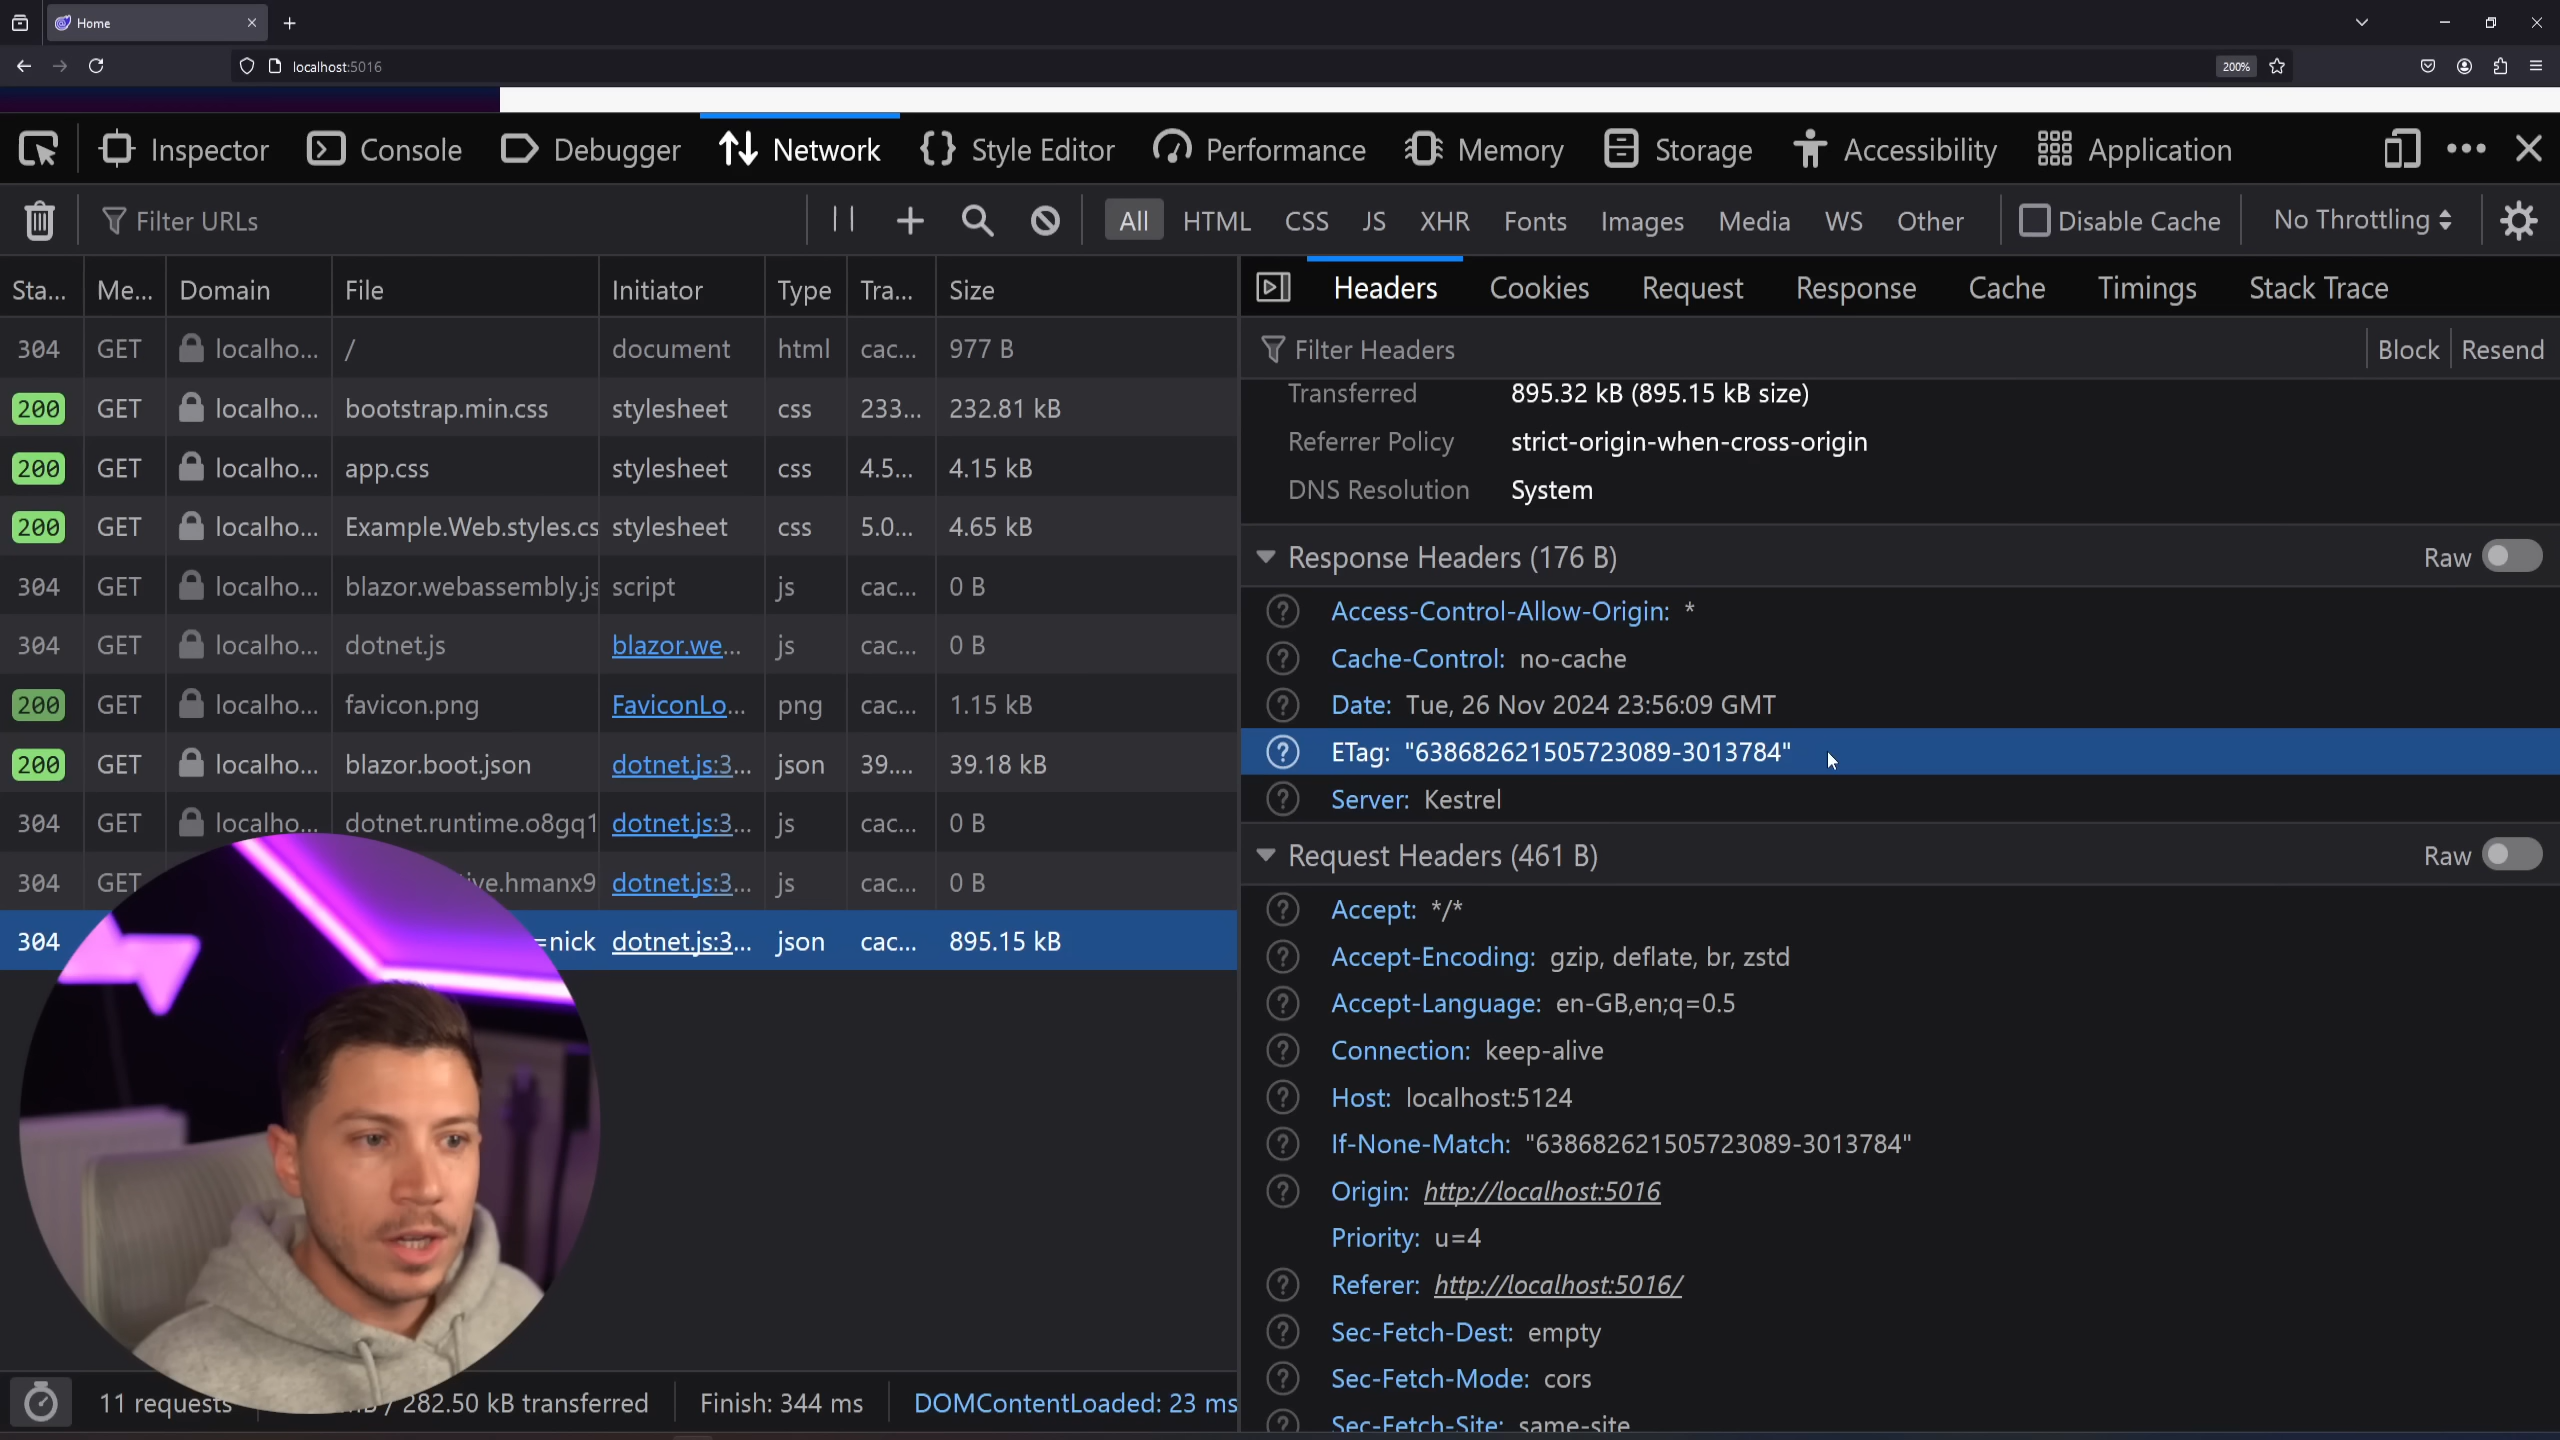 Home
localhost:5016
200%
Inspector
Console
Debugger
Network
Style Editor
Performance
Memory
Storage
Accessibility
Application
Filter URLs
All
HTML
CSS
JS
XHR
Fonts
Images
Media
WS
Other
Disable Cache
No Throttling
Sta... Me... Domain File Initiator Type Tra... Size
304 GET localho... / document html cac... 977 B
200 GET localho... bootstrap.min.css stylesheet css 233... 232.81 kB
200 GET localho... app.css stylesheet css 4.5... 4.15 kB
200 GET localho... Example.Web.styles.cs stylesheet css 5.0... 4.65 kB
304 GET localho... blazor.webassembly.js script js cac... 0 B
304 GET localho... dotnet.js blazor.we... js cac... 0 B
200 GET localho... favicon.png FaviconLo... png cac... 1.15 kB
200 GET localho... blazor.boot.json dotnet.js:3... json 39.... 39.18 kB
304 GET localho... dotnet.runtime.o8gq1 dotnet.js:3... js cac... 0 B
304 GET ive.hmanx9 dotnet.js:3... js cac... 0 B
304 =nick dotnet.js:3... json cac... 895.15 kB
11 requests
/ 282.50 kB transferred
Finish: 344 ms
DOMContentLoaded: 23 ms
Headers
Cookies
Request
Response
Cache
Timings
Stack Trace
Filter Headers
Block
Resend
Transferred 895.32 kB (895.15 kB size)
Referrer Policy strict-origin-when-cross-origin
DNS Resolution System
Response Headers (176 B)
Raw
Access-Control-Allow-Origin: *
Cache-Control: no-cache
Date: Tue, 26 Nov 2024 23:56:09 GMT
ETag: "638682621505723089-3013784"
Server: Kestrel
Request Headers (461 B)
Raw
Accept: */*
Accept-Encoding: gzip, deflate, br, zstd
Accept-Language: en-GB,en;q=0.5
Connection: keep-alive
Host: localhost:5124
If-None-Match: "638682621505723089-3013784"
Origin: http://localhost:5016
Priority: u=4
Referer: http://localhost:5016/
Sec-Fetch-Dest: empty
Sec-Fetch-Mode: cors
Sec-Fetch-Site: same-site